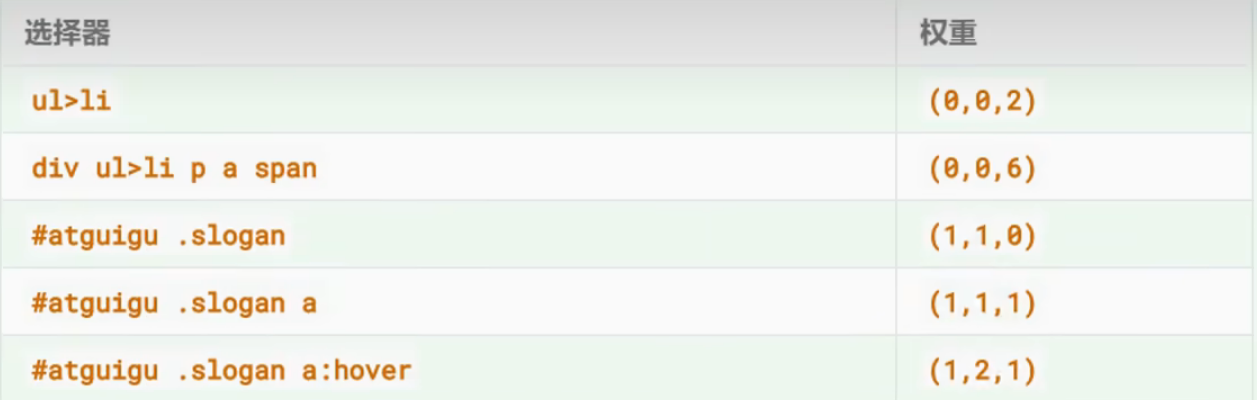 选择器 权重
ul>li (0,0,2)
div ul>li p a span (0,0,6)
#atguigu .slogan (1,1,0)
#atguigu .slogan a (1,1,1)
#atguigu .slogan a:hover (1,2,1)